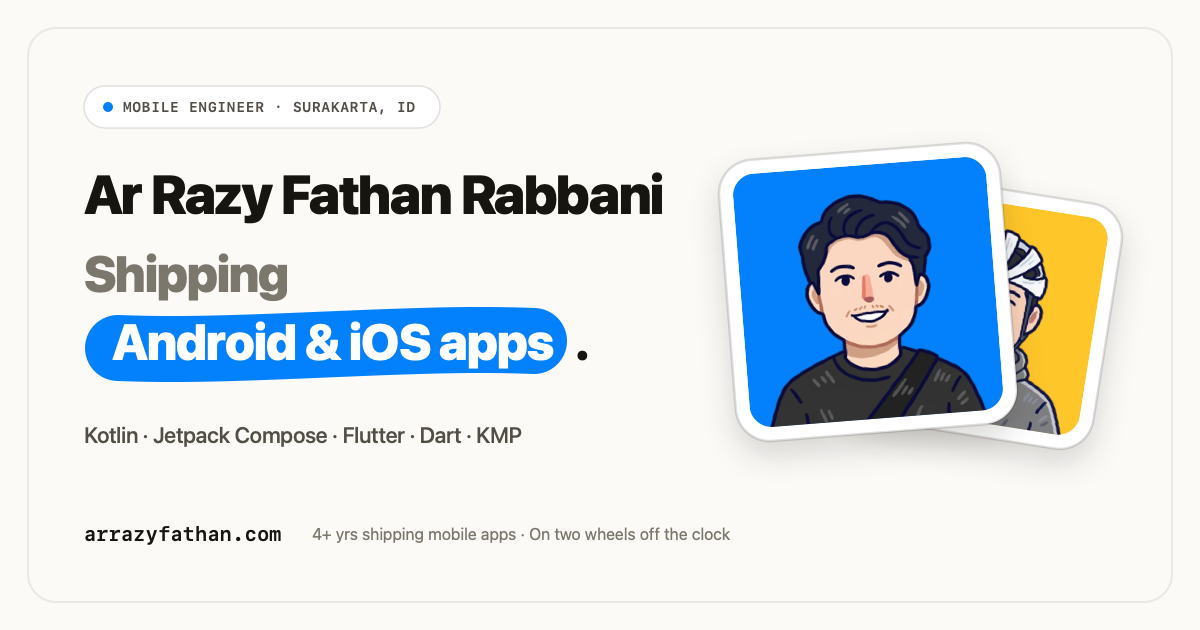 MOBILE ENGINEER · SURAKARTA, ID
Ar Razy Fathan Rabbani
Shipping
Android & iOS apps .
Kotlin · Jetpack Compose · Flutter · Dart · KMP
arrazyfathan.com 4+ yrs shipping mobile apps · On two wheels off the clock